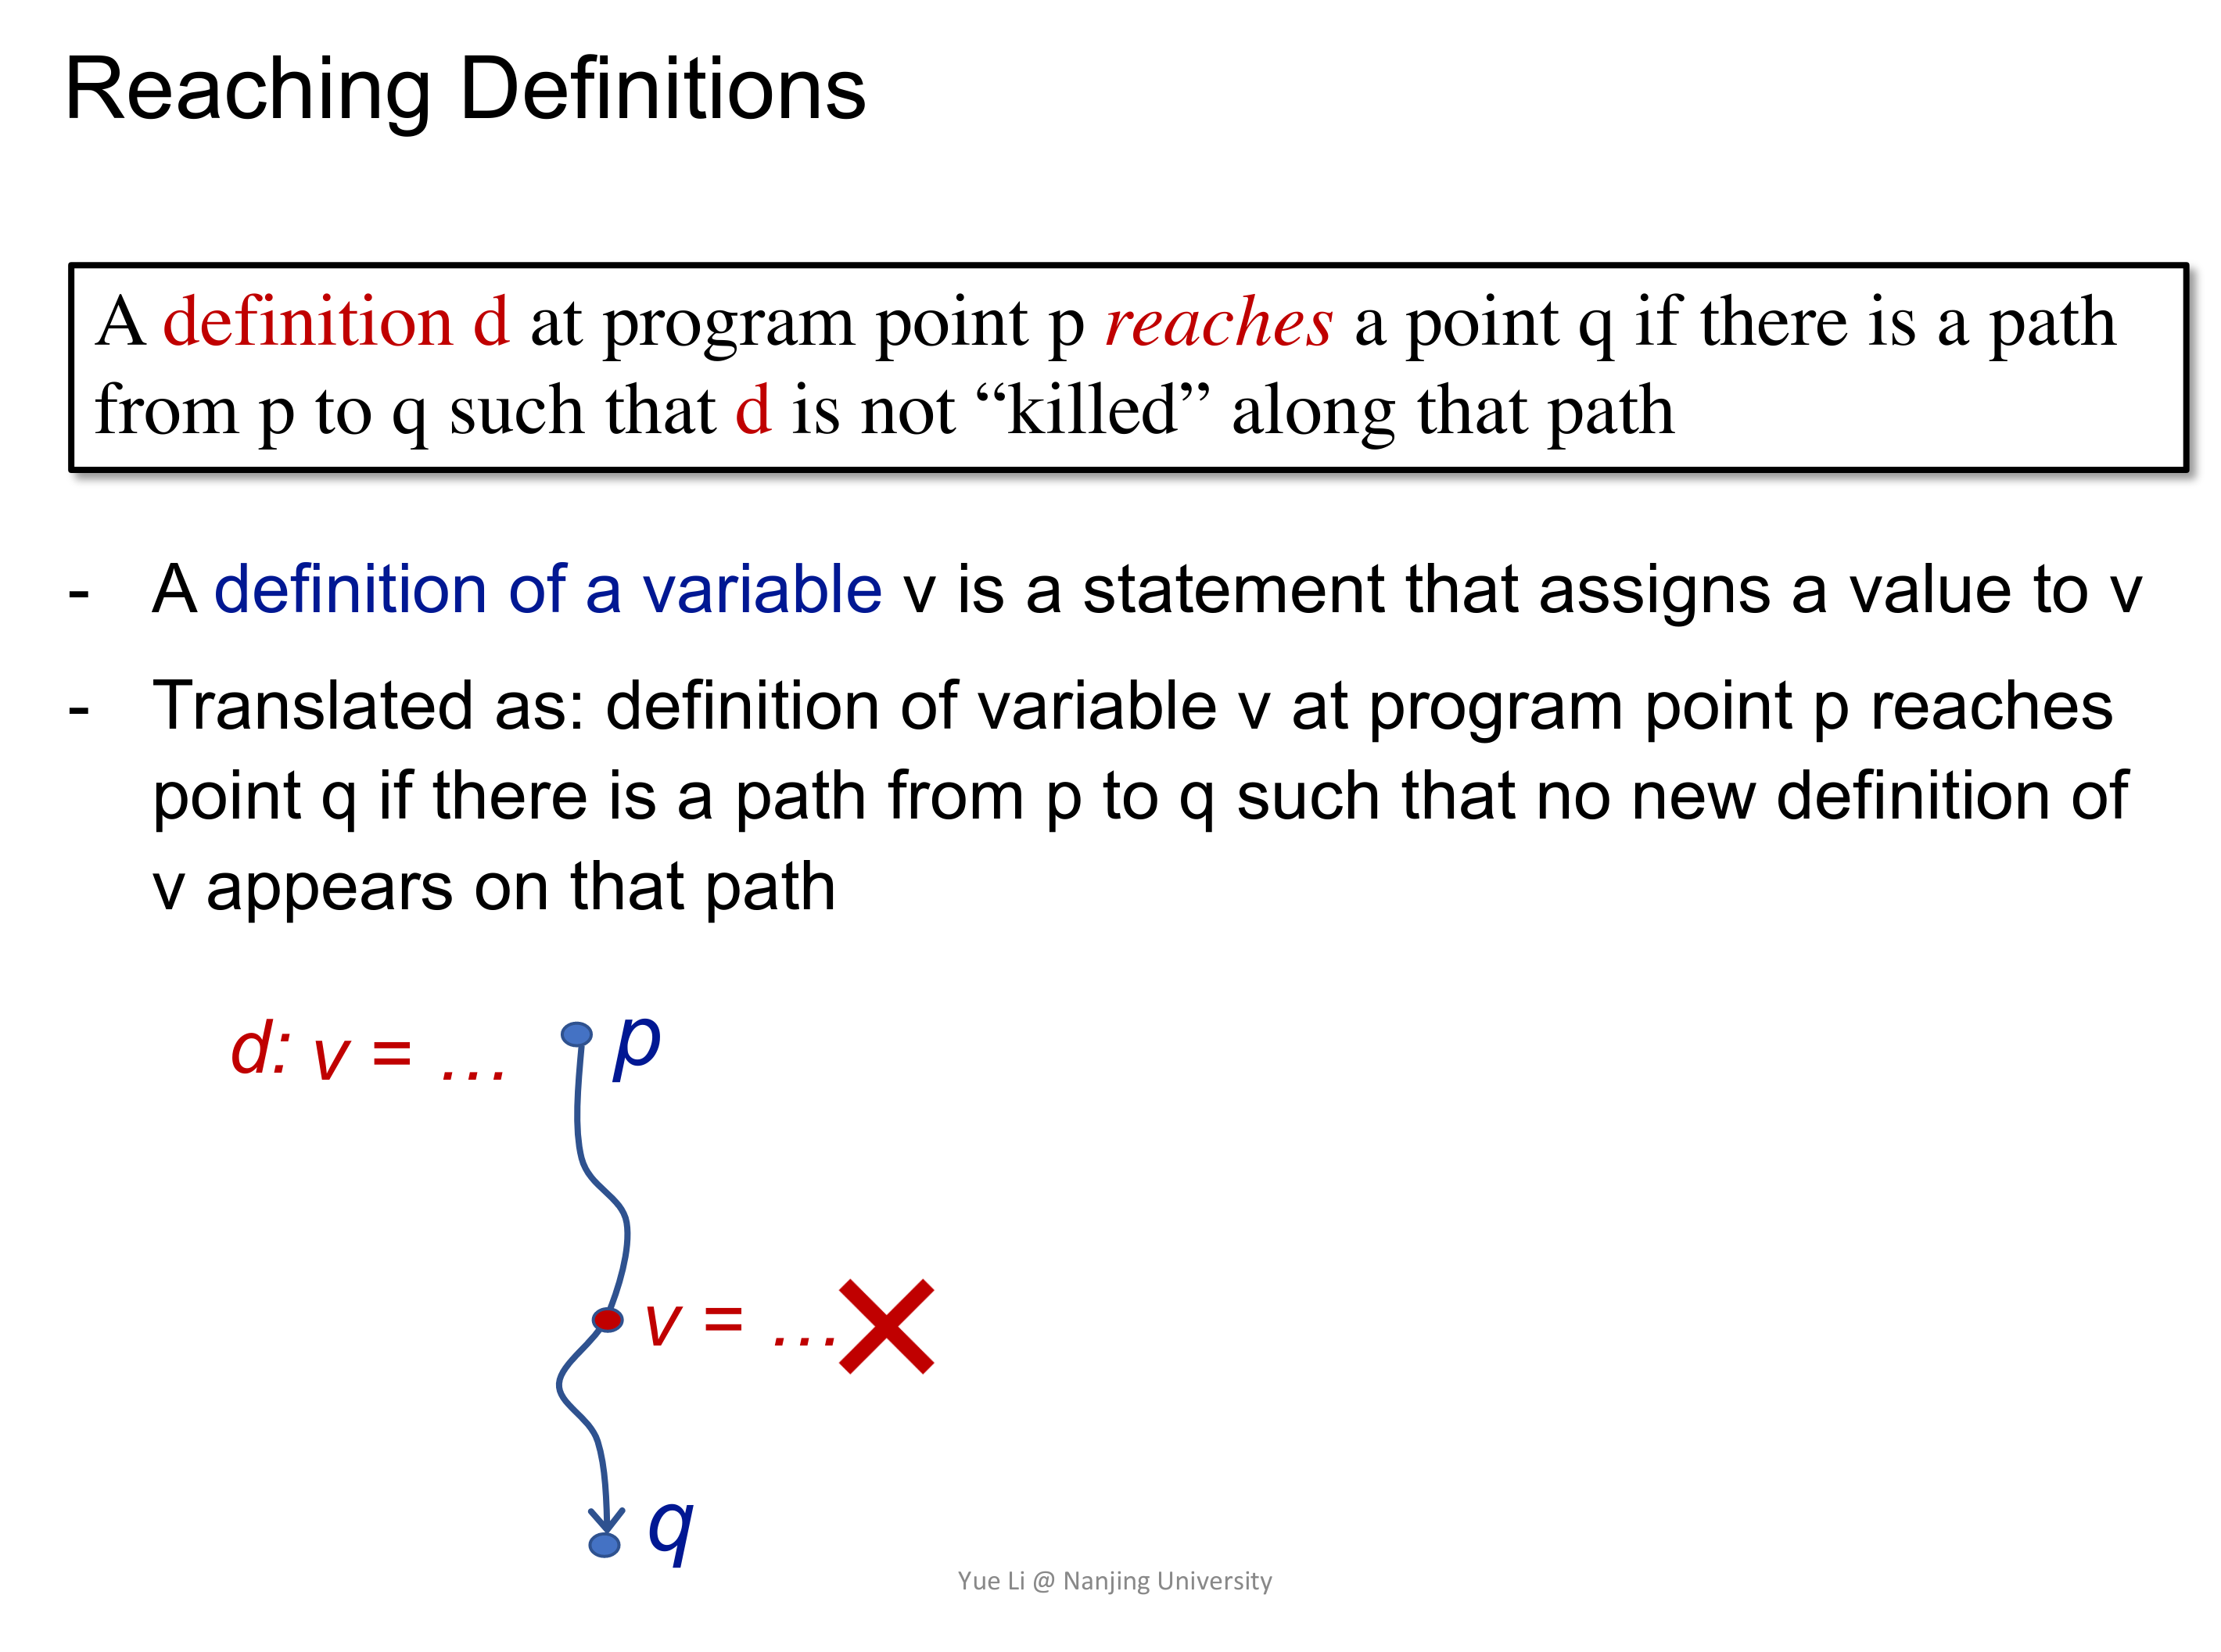 Reaching Definitions
A definition d at program point p reaches a point q if there is a path
from p to q such that d is not “killed” along that path
- A definition of a variable v is a statement that assigns a value to v
- Translated as: definition of variable v at program point p reaches
point q if there is a path from p to q such that no new definition of
v appears on that path
d: v = … p
v = …
q
Yue Li @ Nanjing University